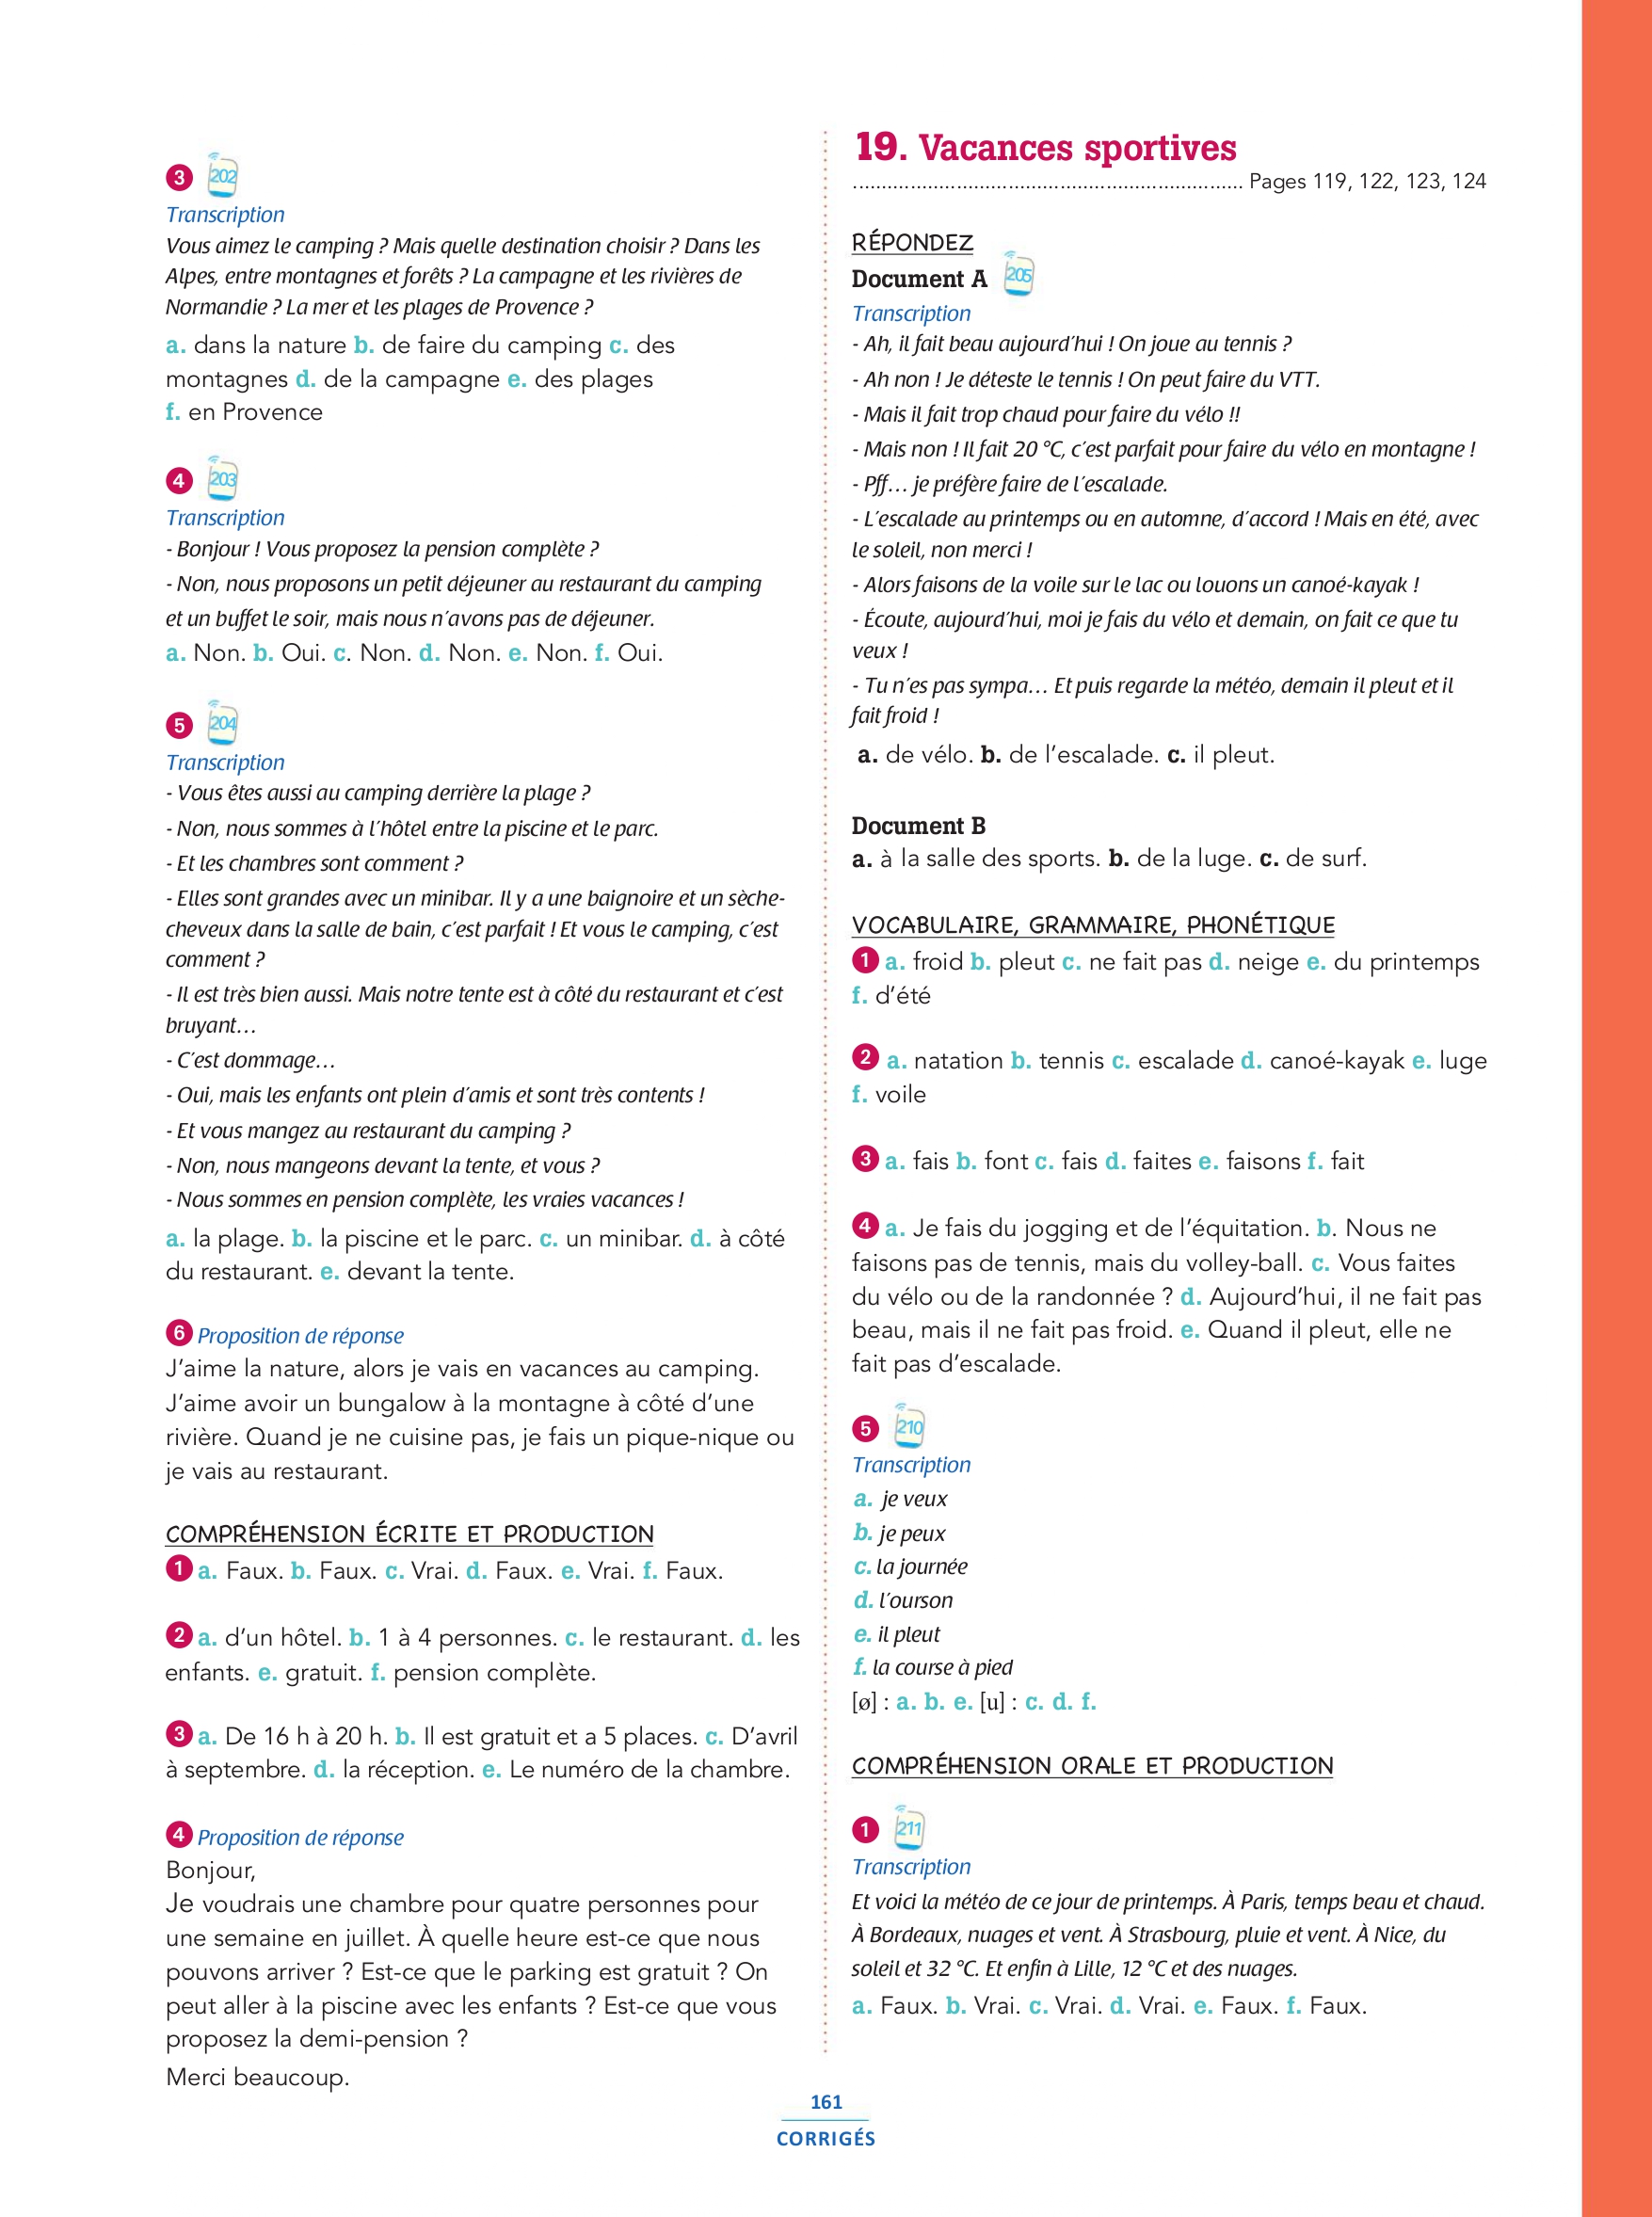 3 202
Transcription
Vous aimez le camping ? Mais quelle destination choisir ? Dans les
Alpes, entre montagnes et forêts ? La campagne et les rivières de
Normandie ? La mer et les plages de Provence ?
a. dans la nature b. de faire du camping c. des
montagnes d. de la campagne e. des plages
f. en Provence
4 203
Transcription
- Bonjour ! Vous proposez la pension complète ?
- Non, nous proposons un petit déjeuner au restaurant du camping
et un buffet le soir, mais nous n'avons pas de déjeuner.
a. Non. b. Oui. c. Non. d. Non. e. Non. f. Oui.
5 204
Transcription
- Vous êtes aussi au camping derrière la plage ?
- Non, nous sommes à l'hôtel entre la piscine et le parc.
- Et les chambres sont comment ?
- Elles sont grandes avec un minibar. Il y a une baignoire et un sèche-
cheveux dans la salle de bain, c'est parfait ! Et vous le camping, c'est
comment ?
- Il est très bien aussi. Mais notre tente est à côté du restaurant et c'est
bruyant…
- C'est dommage…
- Oui, mais les enfants ont plein d'amis et sont très contents !
- Et vous mangez au restaurant du camping ?
- Non, nous mangeons devant la tente, et vous ?
- Nous sommes en pension complète, les vraies vacances !
a. la plage. b. la piscine et le parc. c. un minibar. d. à côté
du restaurant. e. devant la tente.
6 Proposition de réponse
J'aime la nature, alors je vais en vacances au camping.
J'aime avoir un bungalow à la montagne à côté d'une
rivière. Quand je ne cuisine pas, je fais un pique-nique ou
je vais au restaurant.
COMPRÉHENSION ÉCRITE ET PRODUCTION
1 a. Faux. b. Faux. c. Vrai. d. Faux. e. Vrai. f. Faux.
2 a. d'un hôtel. b. 1 à 4 personnes. c. le restaurant. d. les
enfants. e. gratuit. f. pension complète.
3 a. De 16 h à 20 h. b. Il est gratuit et a 5 places. c. D'avril
à septembre. d. la réception. e. Le numéro de la chambre.
4 Proposition de réponse
Bonjour,
Je voudrais une chambre pour quatre personnes pour
une semaine en juillet. À quelle heure est-ce que nous
pouvons arriver ? Est-ce que le parking est gratuit ? On
peut aller à la piscine avec les enfants ? Est-ce que vous
proposez la demi-pension ?
Merci beaucoup.
19. Vacances sportives
.................................................................... Pages 119, 122, 123, 124
RÉPONDEZ
Document A 205
Transcription
- Ah, il fait beau aujourd'hui ! On joue au tennis ?
- Ah non ! Je déteste le tennis ! On peut faire du VTT.
- Mais il fait trop chaud pour faire du vélo !!
- Mais non ! Il fait 20 °C, c'est parfait pour faire du vélo en montagne !
- Pff… je préfère faire de l'escalade.
- L'escalade au printemps ou en automne, d'accord ! Mais en été, avec
le soleil, non merci !
- Alors faisons de la voile sur le lac ou louons un canoé-kayak !
- Écoute, aujourd'hui, moi je fais du vélo et demain, on fait ce que tu
veux !
- Tu n'es pas sympa… Et puis regarde la météo, demain il pleut et il
fait froid !
a. de vélo. b. de l'escalade. c. il pleut.
Document B
a. à la salle des sports. b. de la luge. c. de surf.
VOCABULAIRE, GRAMMAIRE, PHONÉTIQUE
1 a. froid b. pleut c. ne fait pas d. neige e. du printemps
f. d'été
2 a. natation b. tennis c. escalade d. canoé-kayak e. luge
f. voile
3 a. fais b. font c. fais d. faites e. faisons f. fait
4 a. Je fais du jogging et de l'équitation. b. Nous ne
faisons pas de tennis, mais du volley-ball. c. Vous faites
du vélo ou de la randonnée ? d. Aujourd'hui, il ne fait pas
beau, mais il ne fait pas froid. e. Quand il pleut, elle ne
fait pas d'escalade.
5 210
Transcription
a. je veux
b. je peux
c. la journée
d. l'ourson
e. il pleut
f. la course à pied
[ø] : a. b. e. [u] : c. d. f.
COMPRÉHENSION ORALE ET PRODUCTION
1 211
Transcription
Et voici la météo de ce jour de printemps. À Paris, temps beau et chaud.
À Bordeaux, nuages et vent. À Strasbourg, pluie et vent. À Nice, du
soleil et 32 °C. Et enfin à Lille, 12 °C et des nuages.
a. Faux. b. Vrai. c. Vrai. d. Vrai. e. Faux. f. Faux.
161
CORRIGÉS